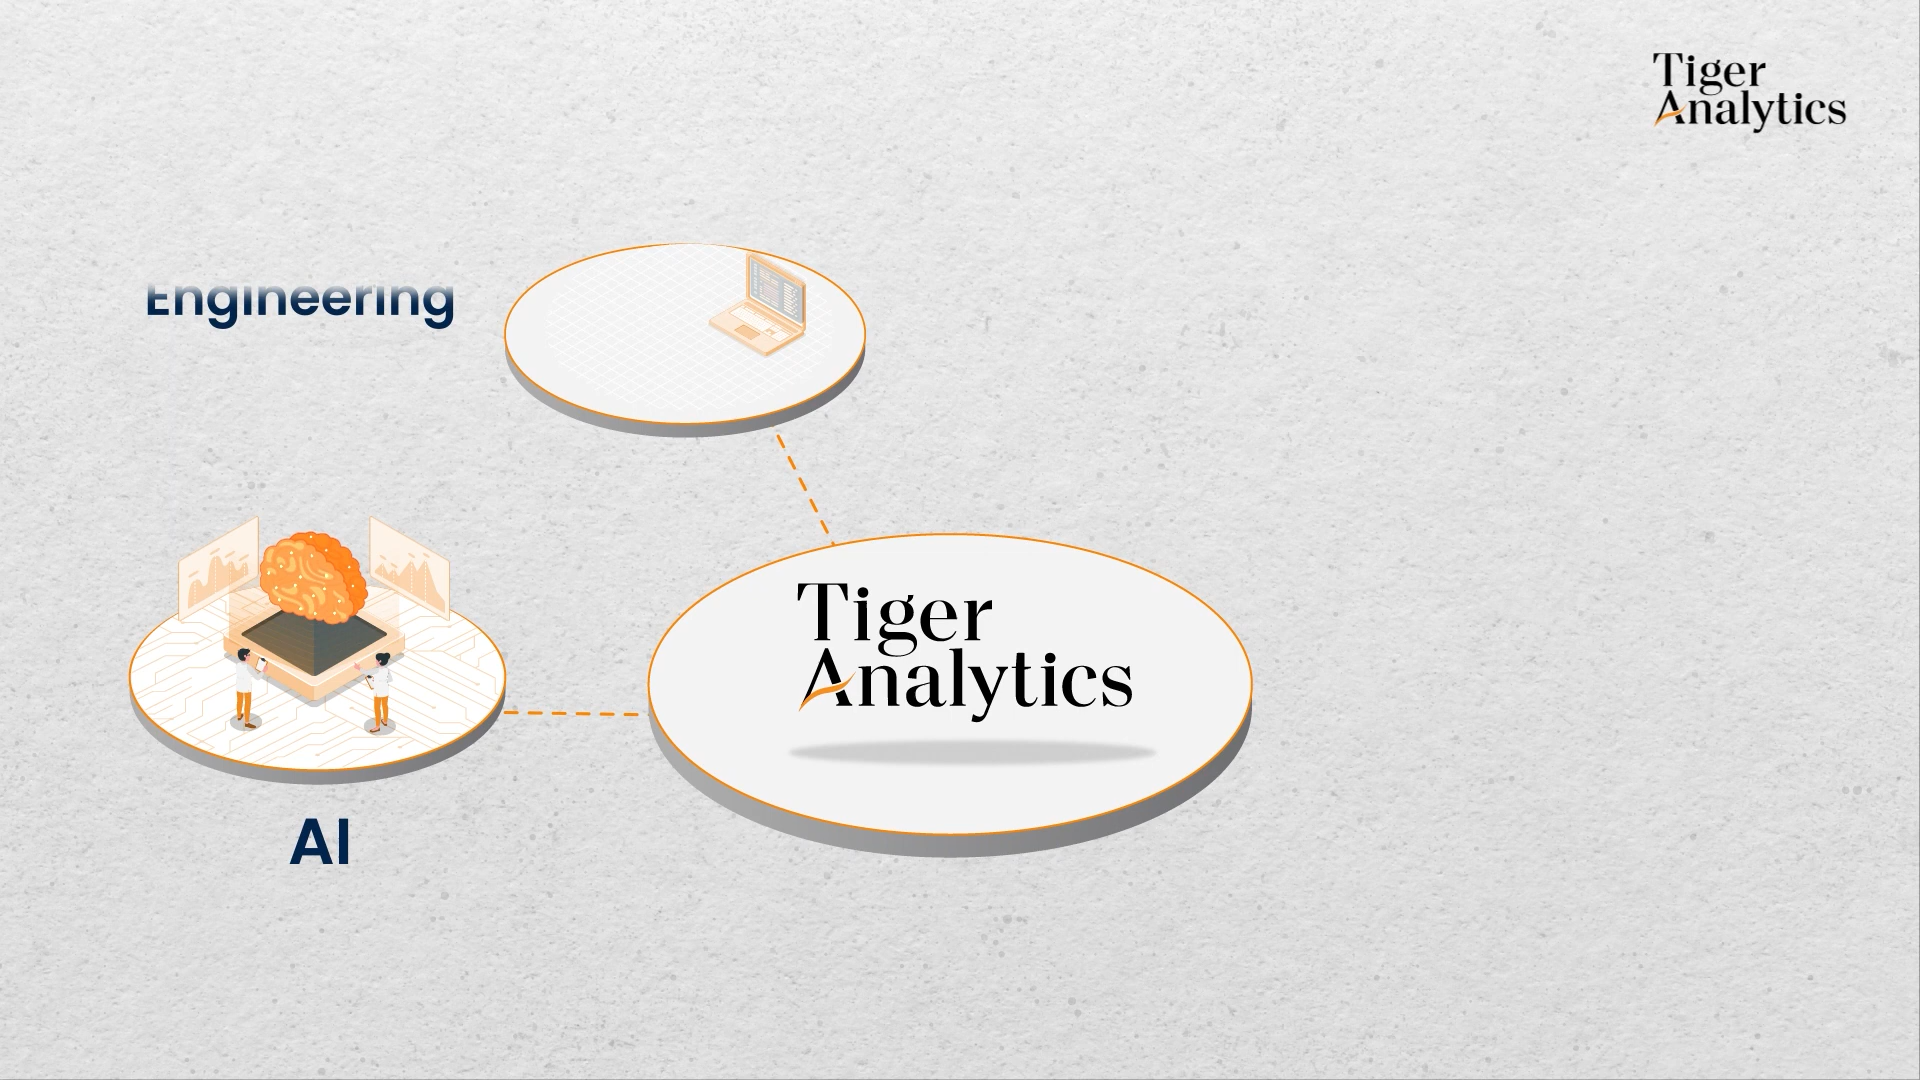 Tiger
Analytics
Engineering
Tiger
Analytics
AI